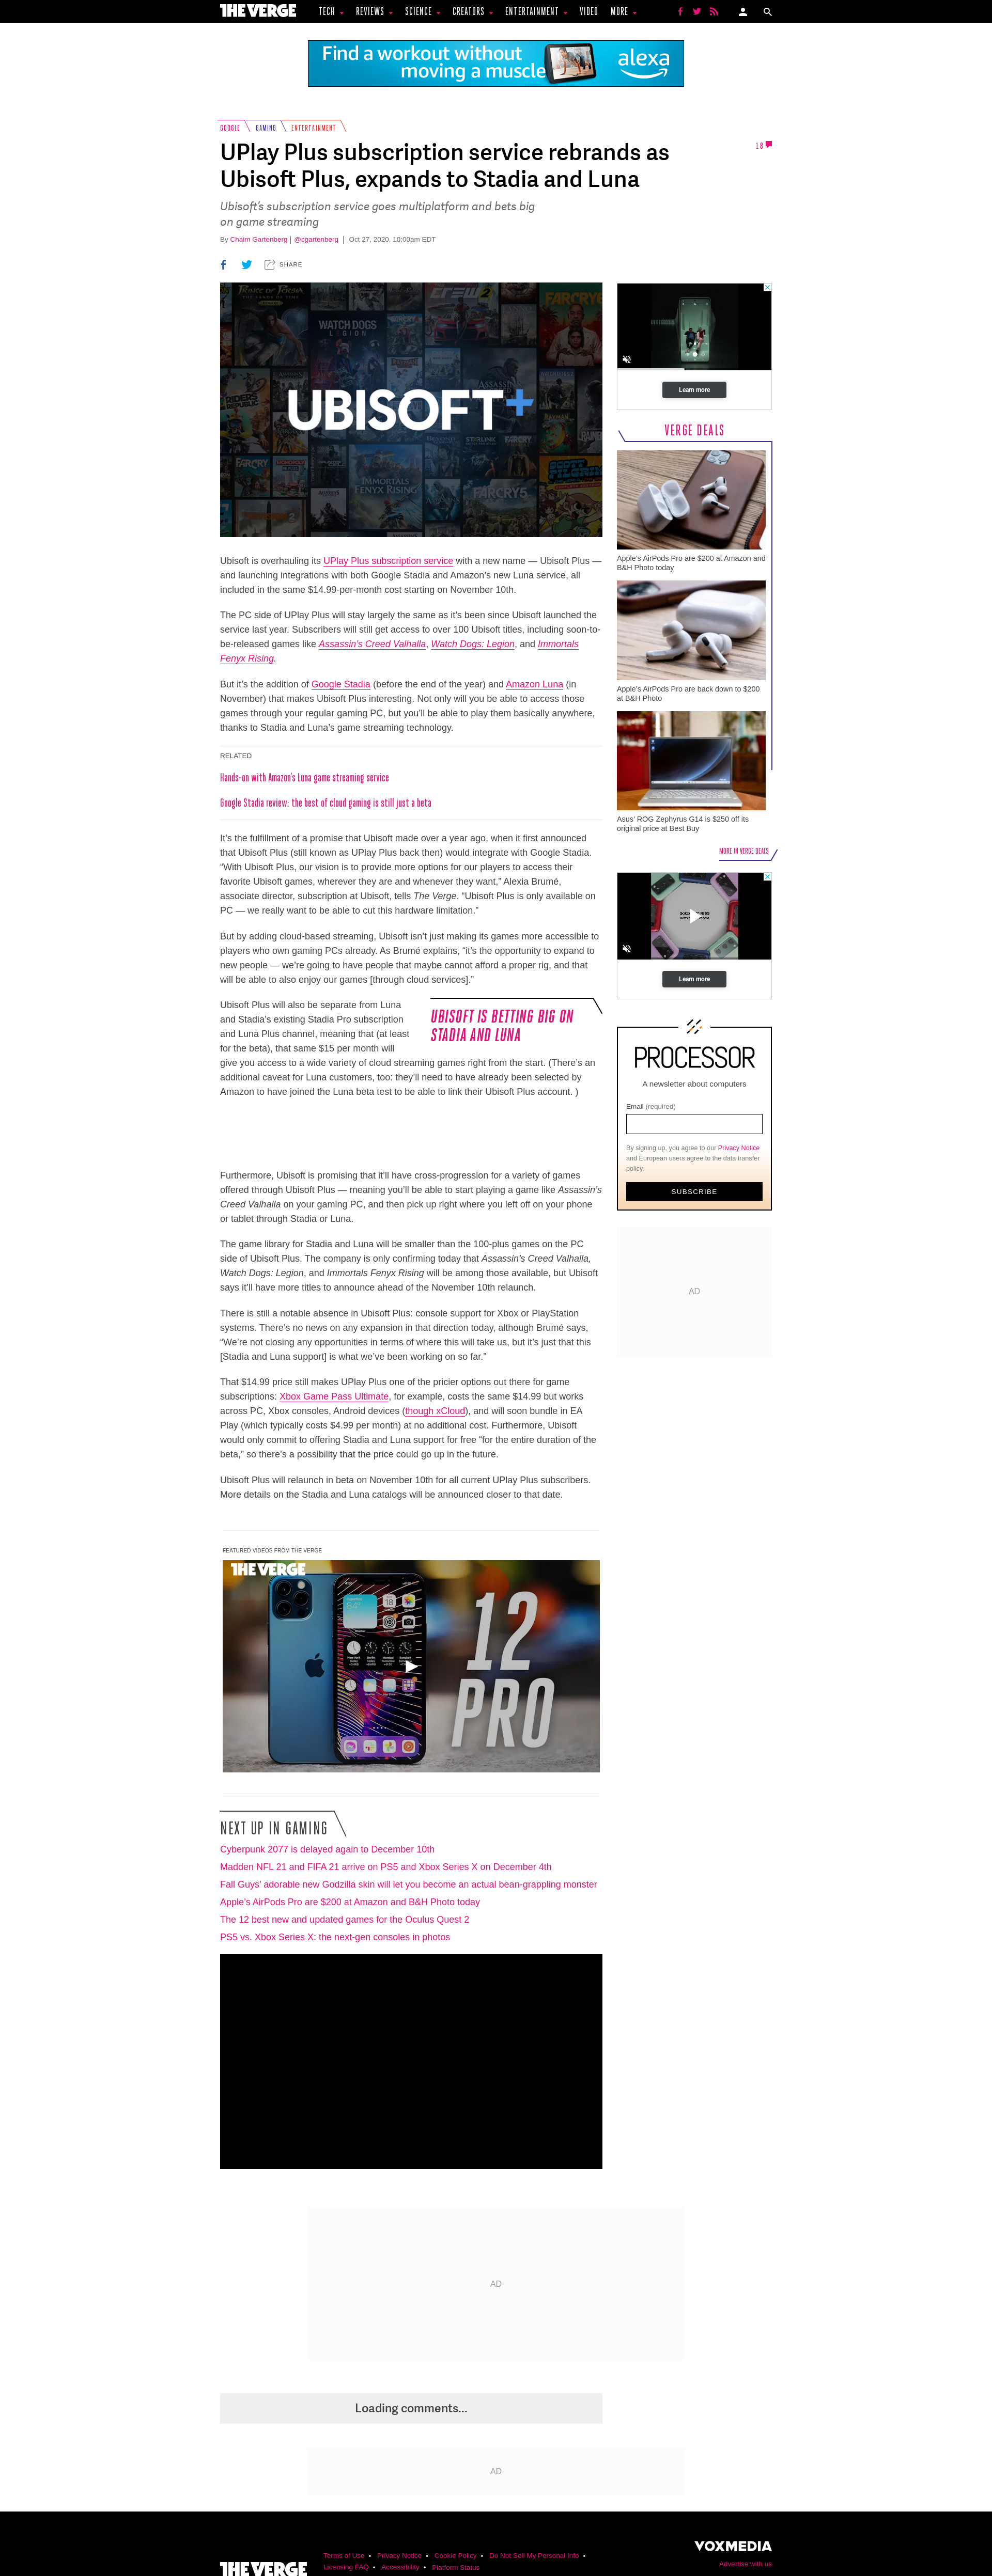 THE VERGE
TECH
REVIEWS
SCIENCE
CREATORS
ENTERTAINMENT
VIDEO
MORE
Find a workout without
moving a muscle
alexa
GOOGLE
GAMING
ENTERTAINMENT
UPlay Plus subscription service rebrands as
Ubisoft Plus, expands to Stadia and Luna
18
Ubisoft’s subscription service goes multiplatform and bets big
on game streaming
By Chaim Gartenberg | @cgartenberg | Oct 27, 2020, 10:00am EDT
SHARE
PRINCE OF PERSIA
WATCH DOGS
LEGION
FARCRY6
RIDERS REPUBLIC
UBISOFT+
IMMORTALS
FENYX RISING
STARLINK
FARCRY5
SCOTT PILGRIM
Ubisoft is overhauling its UPlay Plus subscription service with a new name — Ubisoft Plus —
and launching integrations with both Google Stadia and Amazon’s new Luna service, all
included in the same $14.99-per-month cost starting on November 10th.
The PC side of UPlay Plus will stay largely the same as it’s been since Ubisoft launched the
service last year. Subscribers will still get access to over 100 Ubisoft titles, including soon-to-
be-released games like Assassin’s Creed Valhalla, Watch Dogs: Legion, and Immortals
Fenyx Rising.
But it’s the addition of Google Stadia (before the end of the year) and Amazon Luna (in
November) that makes Ubisoft Plus interesting. Not only will you be able to access those
games through your regular gaming PC, but you’ll be able to play them basically anywhere,
thanks to Stadia and Luna’s game streaming technology.
RELATED
Hands-on with Amazon’s Luna game streaming service
Google Stadia review: the best of cloud gaming is still just a beta
It’s the fulfillment of a promise that Ubisoft made over a year ago, when it first announced
that Ubisoft Plus (still known as UPlay Plus back then) would integrate with Google Stadia.
“With Ubisoft Plus, our vision is to provide more options for our players to access their
favorite Ubisoft games, wherever they are and whenever they want,” Alexia Brumé,
associate director, subscription at Ubisoft, tells The Verge. “Ubisoft Plus is only available on
PC — we really want to be able to cut this hardware limitation.”
But by adding cloud-based streaming, Ubisoft isn’t just making its games more accessible to
players who own gaming PCs already. As Brumé explains, “it’s the opportunity to expand to
new people — we’re going to have people that maybe cannot afford a proper rig, and that
will be able to also enjoy our games [through cloud services].”
Ubisoft Plus will also be separate from Luna
and Stadia’s existing Stadia Pro subscription
and Luna Plus channel, meaning that (at least
for the beta), that same $15 per month will
give you access to a wide variety of cloud streaming games right from the start. (There’s an
additional caveat for Luna customers, too: they’ll need to have already been selected by
Amazon to have joined the Luna beta test to be able to link their Ubisoft Plus account. )
UBISOFT IS BETTING BIG ON
STADIA AND LUNA
Furthermore, Ubisoft is promising that it’ll have cross-progression for a variety of games
offered through Ubisoft Plus — meaning you’ll be able to start playing a game like Assassin’s
Creed Valhalla on your gaming PC, and then pick up right where you left off on your phone
or tablet through Stadia or Luna.
The game library for Stadia and Luna will be smaller than the 100-plus games on the PC
side of Ubisoft Plus. The company is only confirming today that Assassin’s Creed Valhalla,
Watch Dogs: Legion, and Immortals Fenyx Rising will be among those available, but Ubisoft
says it’ll have more titles to announce ahead of the November 10th relaunch.
There is still a notable absence in Ubisoft Plus: console support for Xbox or PlayStation
systems. There’s no news on any expansion in that direction today, although Brumé says,
“We’re not closing any opportunities in terms of where this will take us, but it’s just that this
[Stadia and Luna support] is what we’ve been working on so far.”
That $14.99 price still makes UPlay Plus one of the pricier options out there for game
subscriptions: Xbox Game Pass Ultimate, for example, costs the same $14.99 but works
across PC, Xbox consoles, Android devices (though xCloud), and will soon bundle in EA
Play (which typically costs $4.99 per month) at no additional cost. Furthermore, Ubisoft
would only commit to offering Stadia and Luna support for free “for the entire duration of the
beta,” so there’s a possibility that the price could go up in the future.
Ubisoft Plus will relaunch in beta on November 10th for all current UPlay Plus subscribers.
More details on the Stadia and Luna catalogs will be announced closer to that date.
FEATURED VIDEOS FROM THE VERGE
THE VERGE
12
PRO
NEXT UP IN GAMING
Cyberpunk 2077 is delayed again to December 10th
Madden NFL 21 and FIFA 21 arrive on PS5 and Xbox Series X on December 4th
Fall Guys’ adorable new Godzilla skin will let you become an actual bean-grappling monster
Apple’s AirPods Pro are $200 at Amazon and B&H Photo today
The 12 best new and updated games for the Oculus Quest 2
PS5 vs. Xbox Series X: the next-gen consoles in photos
Learn more
VERGE DEALS
Apple’s AirPods Pro are $200 at Amazon and
B&H Photo today
Apple’s AirPods Pro are back down to $200
at B&H Photo
Asus’ ROG Zephyrus G14 is $250 off its
original price at Best Buy
MORE IN VERGE DEALS
Learn more
PROCESSOR
A newsletter about computers
Email (required)
By signing up, you agree to our Privacy Notice
and European users agree to the data transfer
policy.
SUBSCRIBE
AD
AD
Loading comments...
AD
THE VERGE
Terms of Use • Privacy Notice • Cookie Policy • Do Not Sell My Personal Info •
Licensing FAQ • Accessibility • Platform Status
VOXMEDIA
Advertise with us